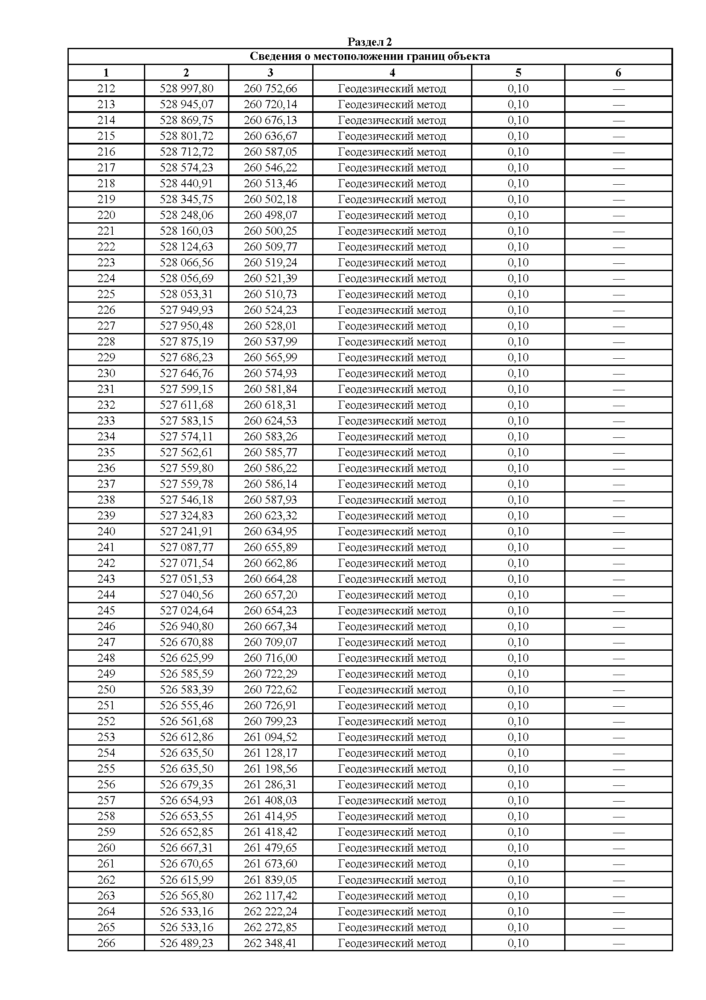 Раздел 2
Сведения о местоположении границ объекта
1 2 3 4 5 6
212 528 997,80 260 752,66 Геодезический метод 0,10 —
213 528 945,07 260 720,14 Геодезический метод 0,10 —
214 528 869,75 260 676,13 Геодезический метод 0,10 —
215 528 801,72 260 636,67 Геодезический метод 0,10 —
216 528 712,72 260 587,05 Геодезический метод 0,10 —
217 528 574,23 260 546,22 Геодезический метод 0,10 —
218 528 440,91 260 513,46 Геодезический метод 0,10 —
219 528 345,75 260 502,18 Геодезический метод 0,10 —
220 528 248,06 260 498,07 Геодезический метод 0,10 —
221 528 160,03 260 500,25 Геодезический метод 0,10 —
222 528 124,63 260 509,77 Геодезический метод 0,10 —
223 528 066,56 260 519,24 Геодезический метод 0,10 —
224 528 056,69 260 521,39 Геодезический метод 0,10 —
225 528 053,31 260 510,73 Геодезический метод 0,10 —
226 527 949,93 260 524,23 Геодезический метод 0,10 —
227 527 950,48 260 528,01 Геодезический метод 0,10 —
228 527 875,19 260 537,99 Геодезический метод 0,10 —
229 527 686,23 260 565,99 Геодезический метод 0,10 —
230 527 646,76 260 574,93 Геодезический метод 0,10 —
231 527 599,15 260 581,84 Геодезический метод 0,10 —
232 527 611,68 260 618,31 Геодезический метод 0,10 —
233 527 583,15 260 624,53 Геодезический метод 0,10 —
234 527 574,11 260 583,26 Геодезический метод 0,10 —
235 527 562,61 260 585,77 Геодезический метод 0,10 —
236 527 559,80 260 586,22 Геодезический метод 0,10 —
237 527 559,78 260 586,14 Геодезический метод 0,10 —
238 527 546,18 260 587,93 Геодезический метод 0,10 —
239 527 324,83 260 623,32 Геодезический метод 0,10 —
240 527 241,91 260 634,95 Геодезический метод 0,10 —
241 527 087,77 260 655,89 Геодезический метод 0,10 —
242 527 071,54 260 662,86 Геодезический метод 0,10 —
243 527 051,53 260 664,28 Геодезический метод 0,10 —
244 527 040,56 260 657,20 Геодезический метод 0,10 —
245 527 024,64 260 654,23 Геодезический метод 0,10 —
246 526 940,80 260 667,34 Геодезический метод 0,10 —
247 526 670,88 260 709,07 Геодезический метод 0,10 —
248 526 625,99 260 716,00 Геодезический метод 0,10 —
249 526 585,59 260 722,29 Геодезический метод 0,10 —
250 526 583,39 260 722,62 Геодезический метод 0,10 —
251 526 555,46 260 726,91 Геодезический метод 0,10 —
252 526 561,68 260 799,23 Геодезический метод 0,10 —
253 526 612,86 261 094,52 Геодезический метод 0,10 —
254 526 635,50 261 128,17 Геодезический метод 0,10 —
255 526 635,50 261 198,56 Геодезический метод 0,10 —
256 526 679,35 261 286,31 Геодезический метод 0,10 —
257 526 654,93 261 408,03 Геодезический метод 0,10 —
258 526 653,55 261 414,95 Геодезический метод 0,10 —
259 526 652,85 261 418,42 Геодезический метод 0,10 —
260 526 667,31 261 479,65 Геодезический метод 0,10 —
261 526 670,65 261 673,60 Геодезический метод 0,10 —
262 526 615,99 261 839,05 Геодезический метод 0,10 —
263 526 565,80 262 117,42 Геодезический метод 0,10 —
264 526 533,16 262 222,24 Геодезический метод 0,10 —
265 526 533,16 262 272,85 Геодезический метод 0,10 —
266 526 489,23 262 348,41 Геодезический метод 0,10 —